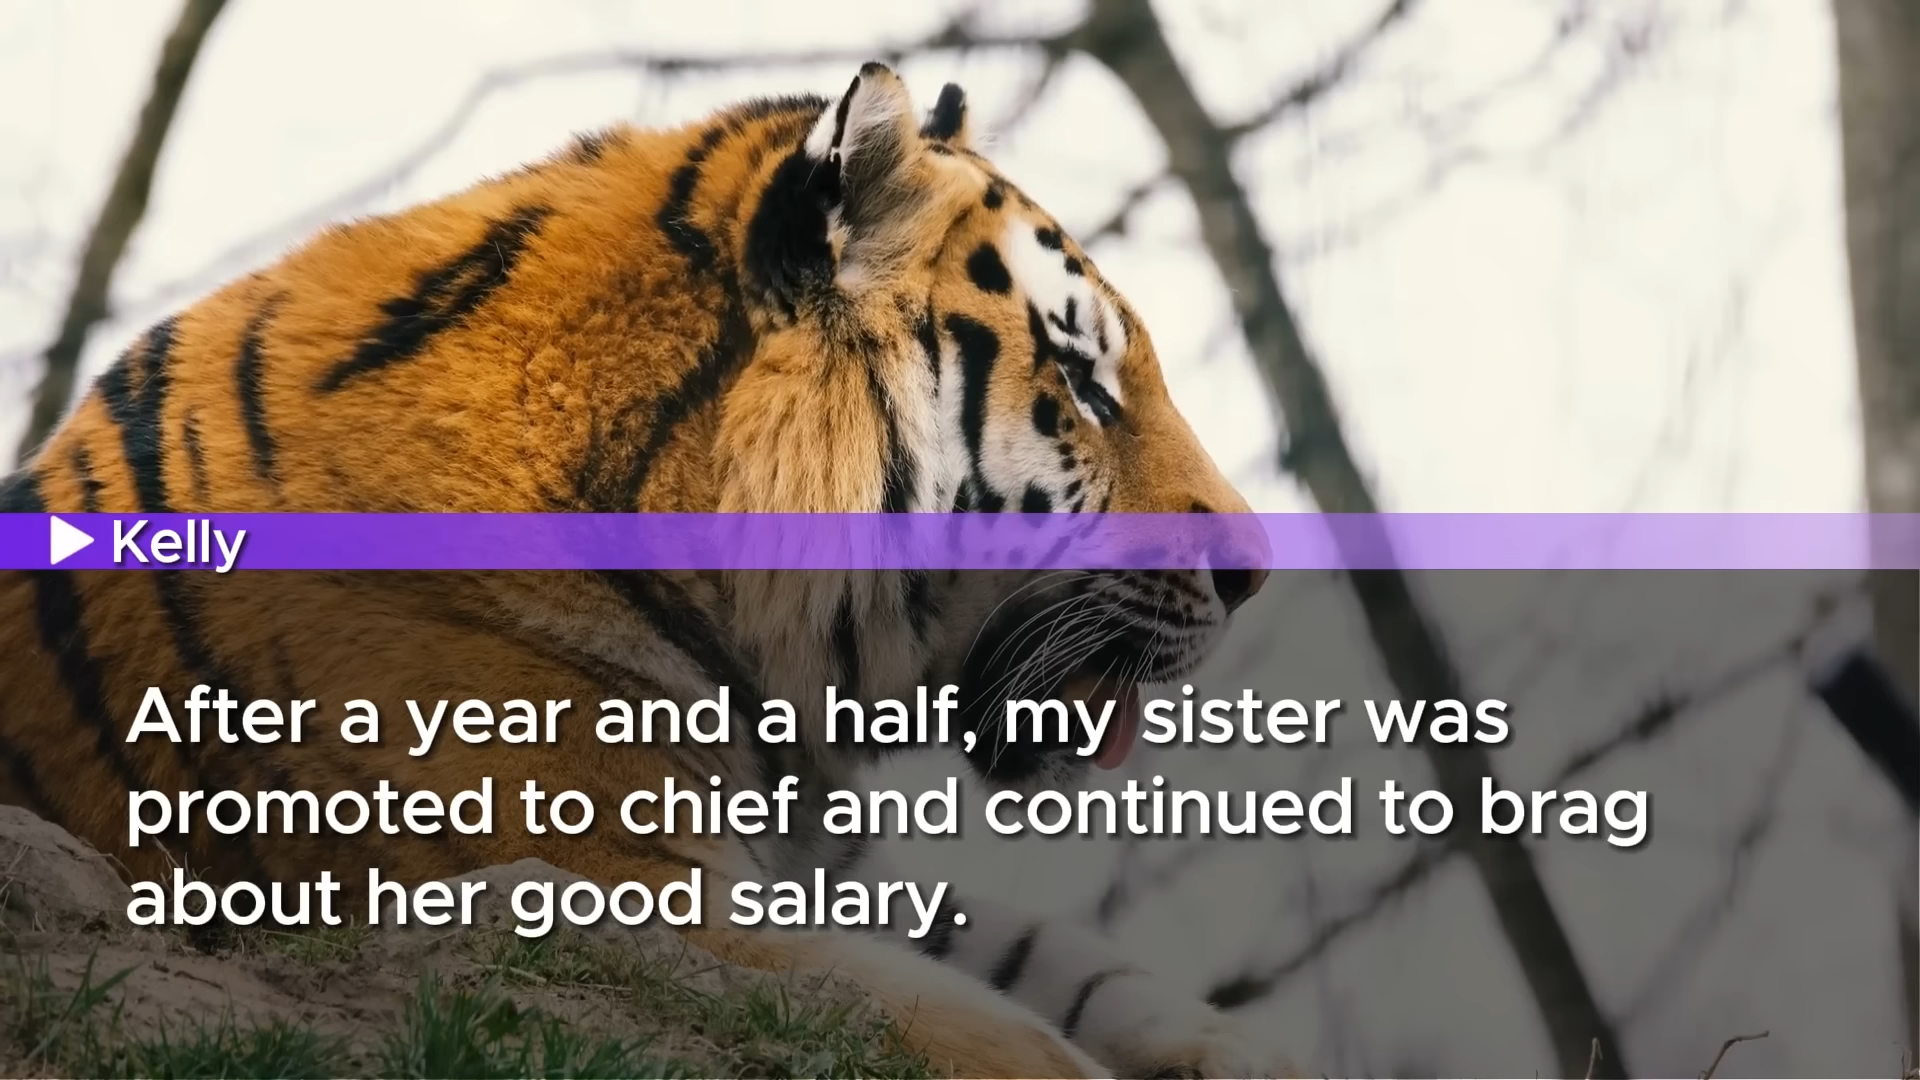 Kelly
After a year and a half, my sister was
promoted to chief and continued to brag
about her good salary.